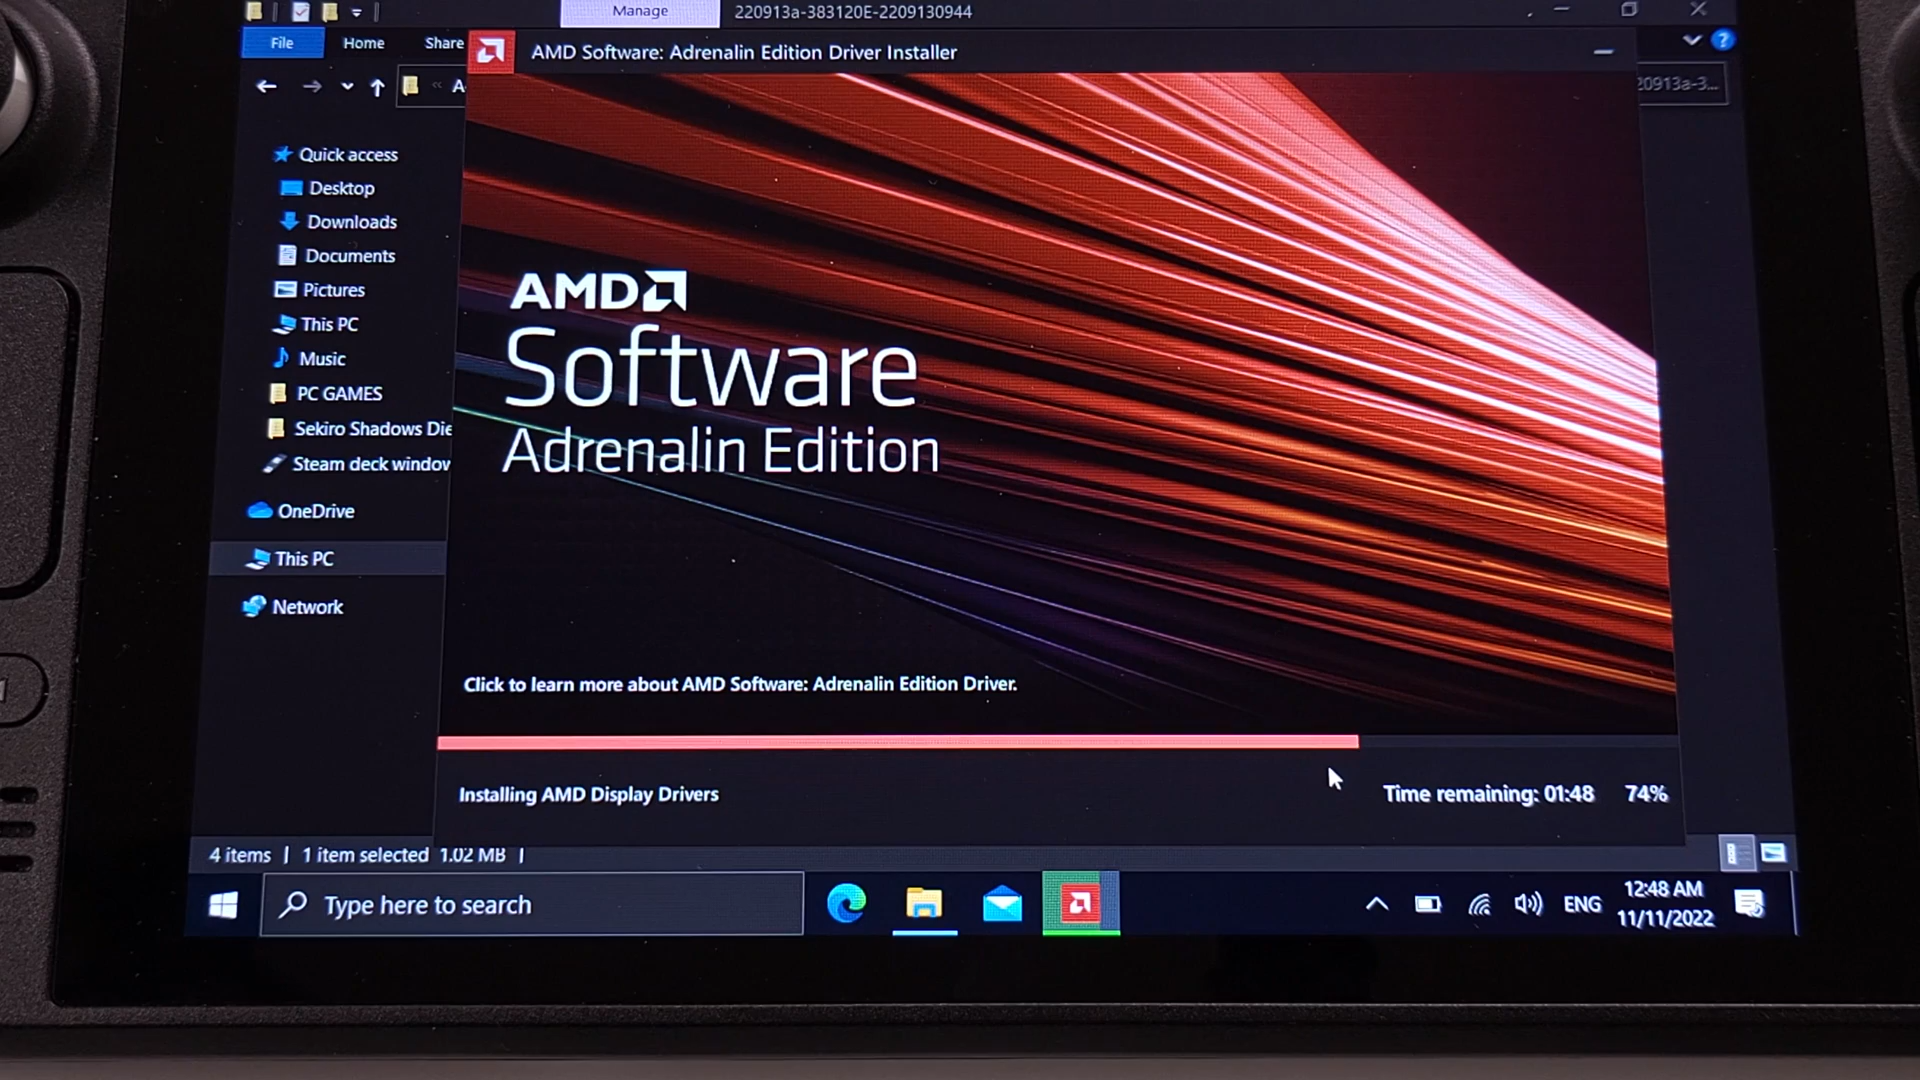 Manage
220913a-383120E-2209130944
File
Home
Share
AMD Software: Adrenalin Edition Driver Installer
?
« A
20913a-3...
Quick access
Desktop
Downloads
Documents
Pictures
This PC
Music
PC GAMES
Sekiro Shadows Die
Steam deck window
OneDrive
This PC
Network
AMD
Software
Adrenalin Edition
Click to learn more about AMD Software: Adrenalin Edition Driver.
Installing AMD Display Drivers
Time remaining: 01:48
74%
4 items
1 item selected 1.02 MB
Type here to search
ENG
12:48 AM
11/11/2022